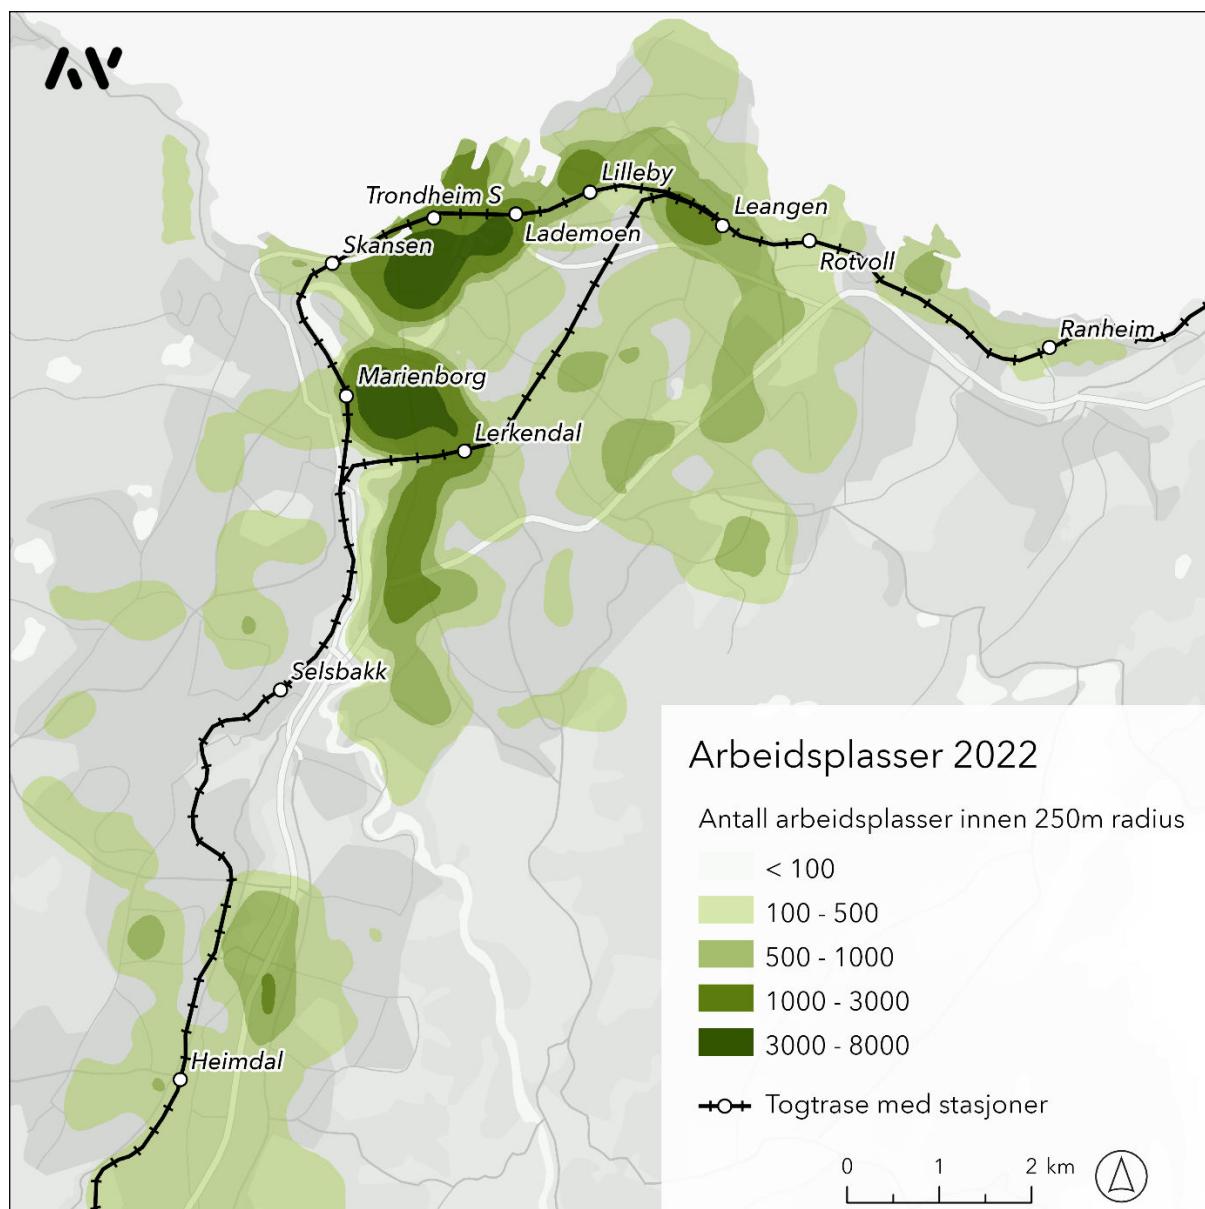 Lilleby
Trondheim S
Leangen
Lademoen
Skansen
Rotvoll
Ranheim
Marienborg
Lerkendal
Selsbakk
Heimdal
Arbeidsplasser 2022
Antall arbeidsplasser innen 250m radius
< 100
100 - 500
500 - 1000
1000 - 3000
3000 - 8000
Togtrase med stasjoner
0 1 2 km